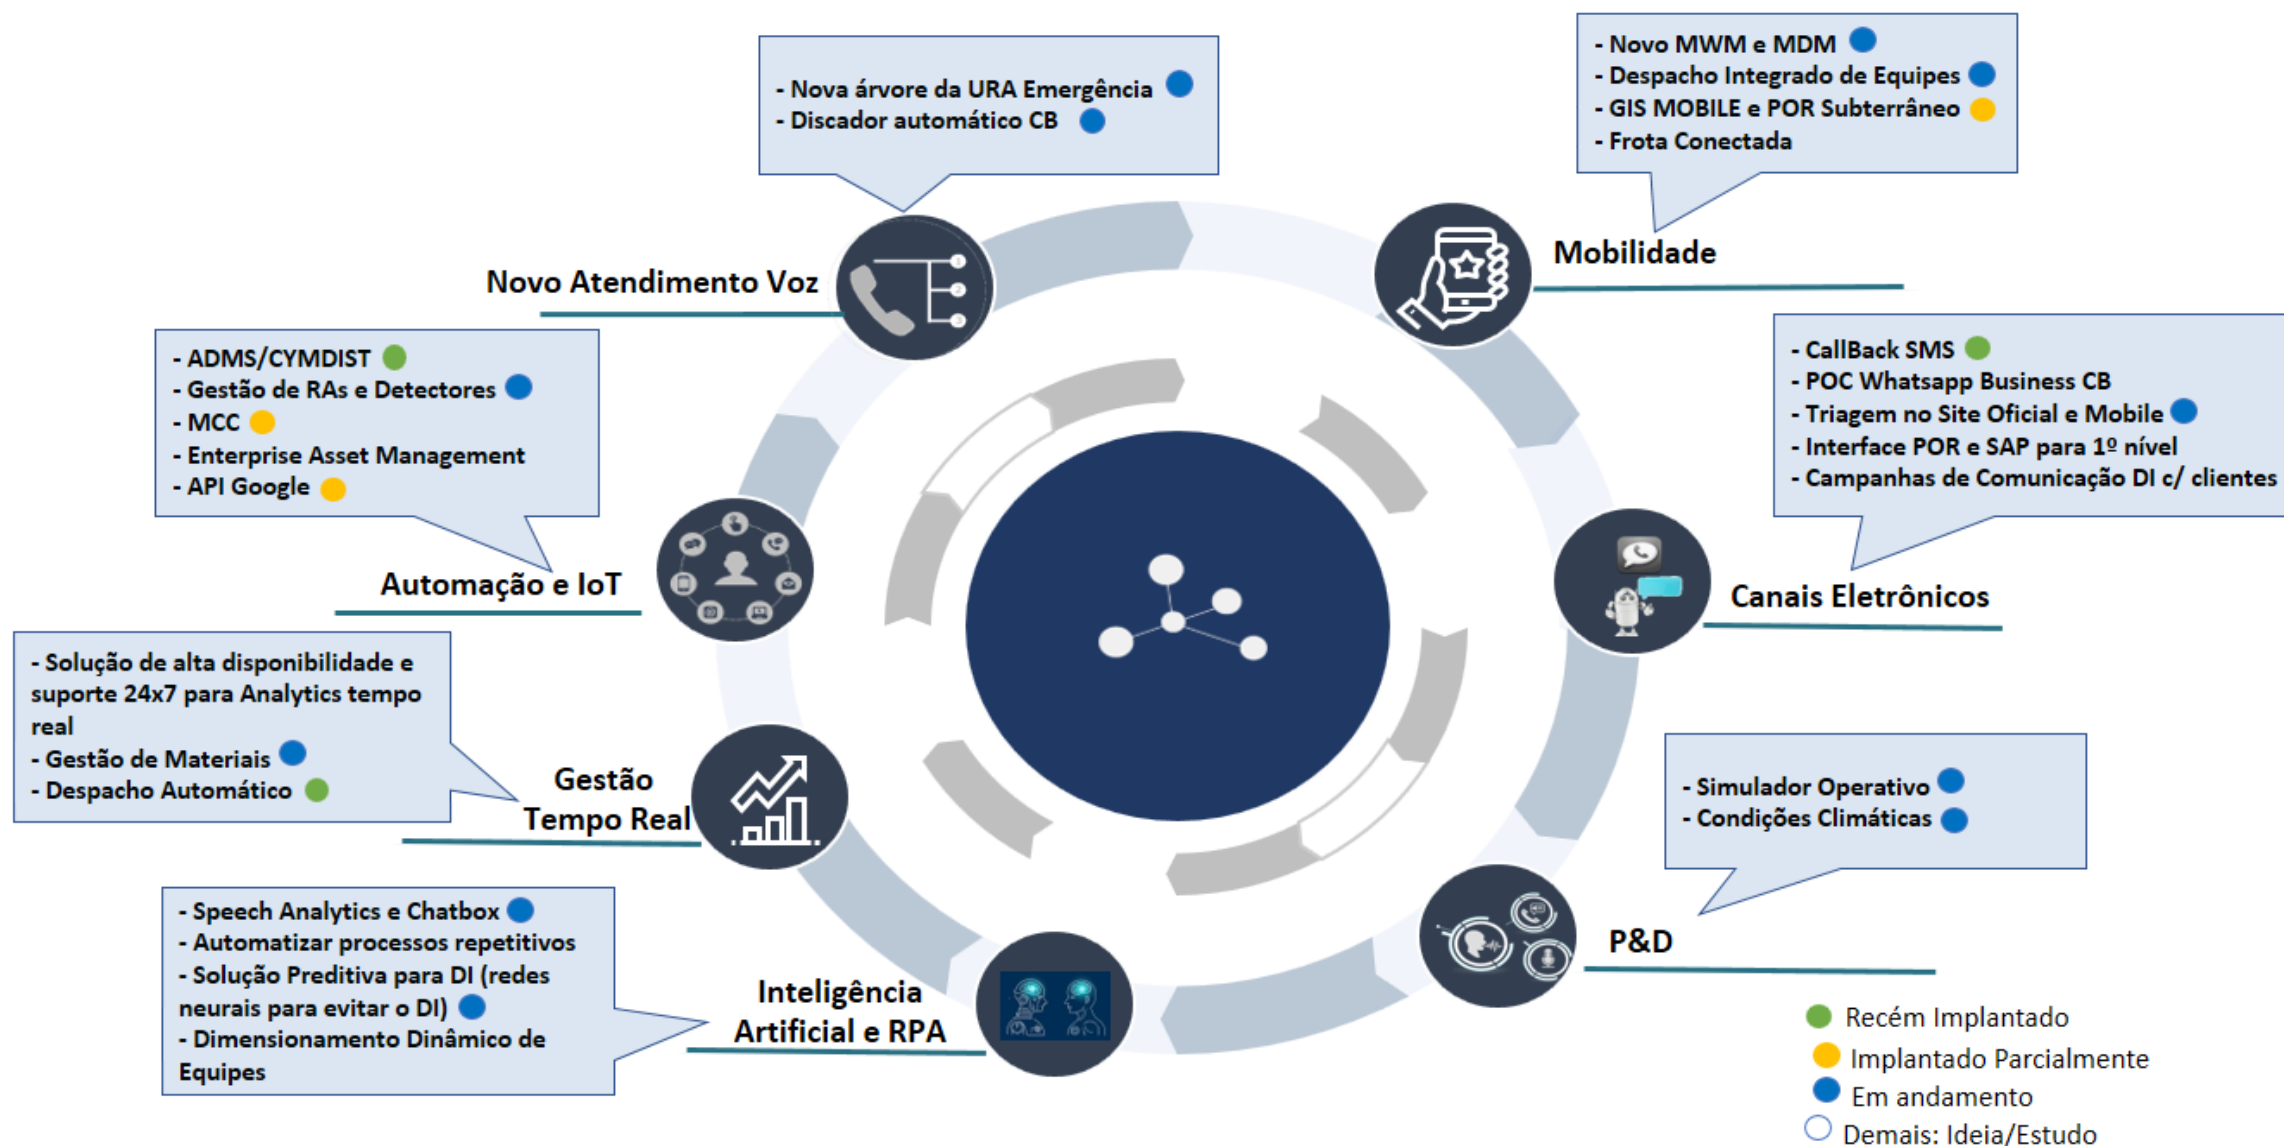 - Nova árvore da URA Emergência
- Discador automático CB
Novo Atendimento Voz
- Novo MWM e MDM
- Despacho Integrado de Equipes
- GIS MOBILE e POR Subterrâneo
- Frota Conectada
Mobilidade
- CallBack SMS
- POC Whatsapp Business CB
- Triagem no Site Oficial e Mobile
- Interface POR e SAP para 1º nível
- Campanhas de Comunicação DI c/ clientes
Canais Eletrônicos
- Simulador Operativo
- Condições Climáticas
P&D
- Speech Analytics e Chatbox
- Automatizar processos repetitivos
- Solução Preditiva para DI (redes
neurais para evitar o DI)
- Dimensionamento Dinâmico de
Equipes
Inteligência
Artificial e RPA
- Solução de alta disponibilidade e
suporte 24x7 para Analytics tempo
real
- Gestão de Materiais
- Despacho Automático
Gestão
Tempo Real
- ADMS/CYMDIST
- Gestão de RAs e Detectores
- MCC
- Enterprise Asset Management
- API Google
Automação e IoT
1
2
3
Recém Implantado
Implantado Parcialmente
Em andamento
Demais: Ideia/Estudo